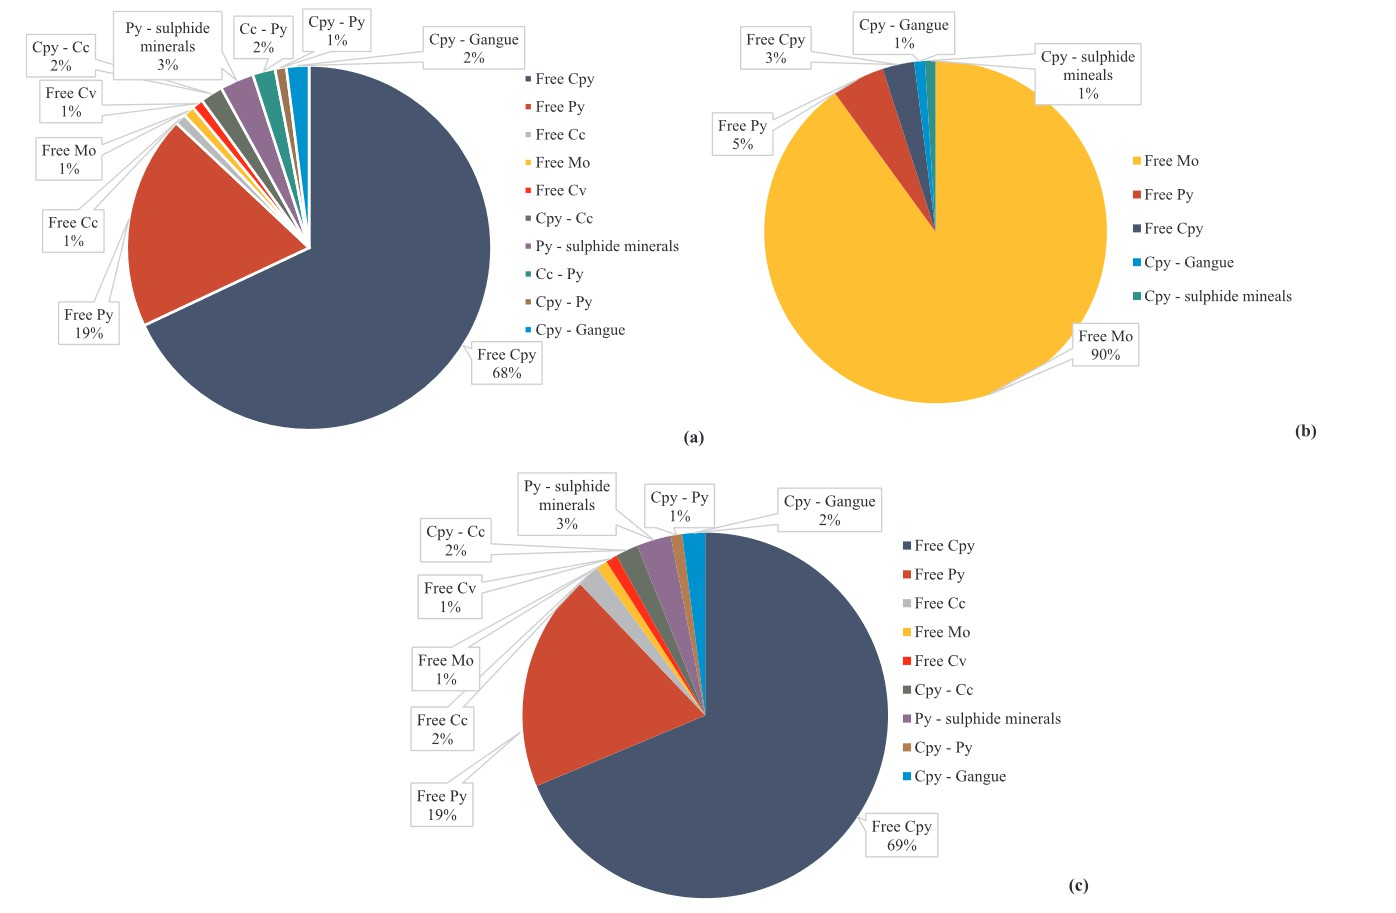 Py - sulphide
minerals
3%
Cpy - Cc
2%
Cc - Py
2%
Cpy - Py
1%
Cpy - Gangue
2%
Free Cv
1%
Free Mo
1%
Free Cc
1%
Free Py
19%
Free Cpy
68%
Free Cpy
Free Py
Free Cc
Free Mo
Free Cv
Cpy - Cc
Py - sulphide minerals
Cc - Py
Cpy - Py
Cpy - Gangue
(a)
Free Cpy
3%
Cpy - Gangue
1%
Cpy - sulphide
mineals
1%
Free Py
5%
Free Mo
90%
Free Mo
Free Py
Free Cpy
Cpy - Gangue
Cpy - sulphide mineals
(b)
Py - sulphide
minerals
3%
Cpy - Py
1%
Cpy - Gangue
2%
Cpy - Cc
2%
Free Cv
1%
Free Mo
1%
Free Cc
2%
Free Py
19%
Free Cpy
69%
Free Cpy
Free Py
Free Cc
Free Mo
Free Cv
Cpy - Cc
Py - sulphide minerals
Cpy - Py
Cpy - Gangue
(c)